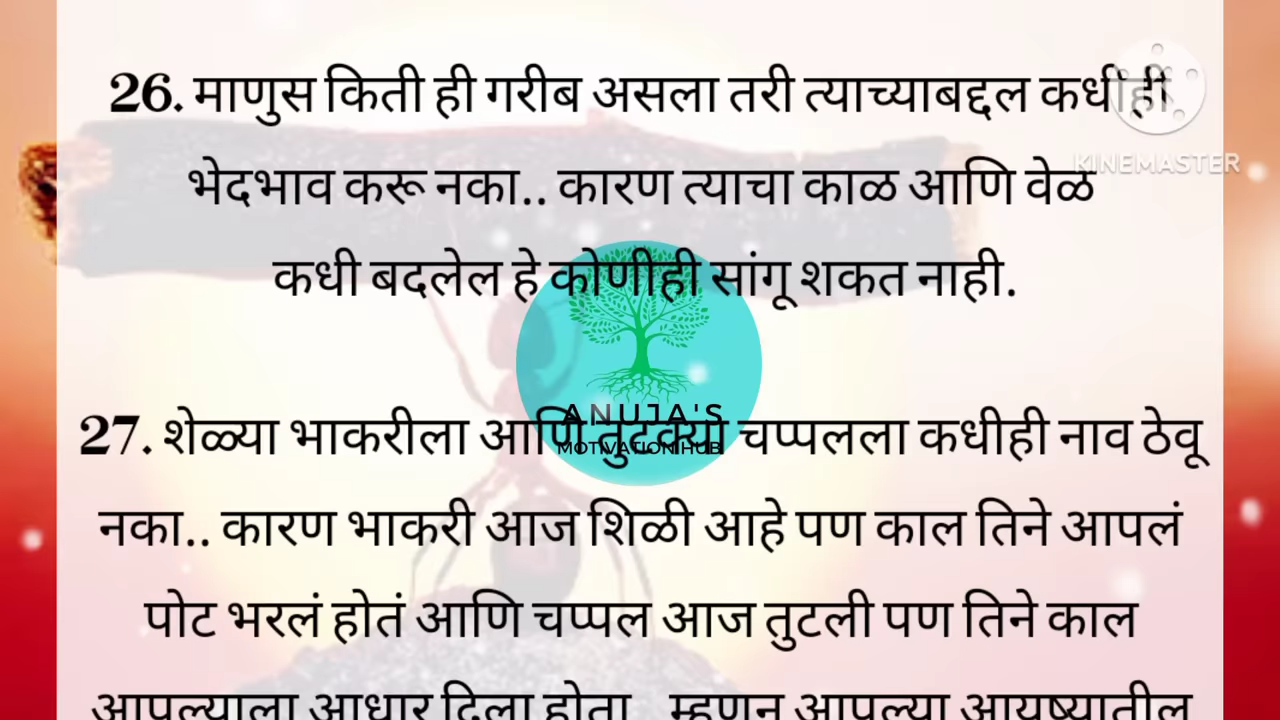 26. माणुस किती ही गरीब असला तरी त्याच्याबद्दल कधीही
KINEMASTER
भेदभाव करू नका.. कारण त्याचा काळ आणि वेळ
कधी बदलेल हे कोणीही सांगू शकत नाही.
ANUJA'S
27. शेळ्या भाकरीला आणि तुटक्या चप्पलला कधीही नाव ठेवू
MOTIVATION HUB
नका.. कारण भाकरी आज शिळी आहे पण काल तिने आपलं
पोट भरलं होतं आणि चप्पल आज तुटली पण तिने काल
आपल्याला आधार दिला होता.. म्हणून आपल्या आयुष्यातील